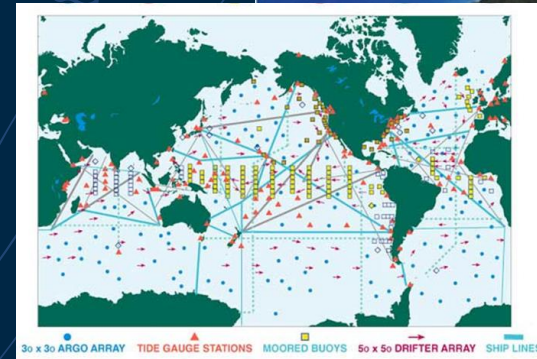 3o x 3o ARGO ARRAY TIDE GAUGE STATIONS MOORED BUOYS 5o x 5o DRIFTER ARRAY SHIP LINES